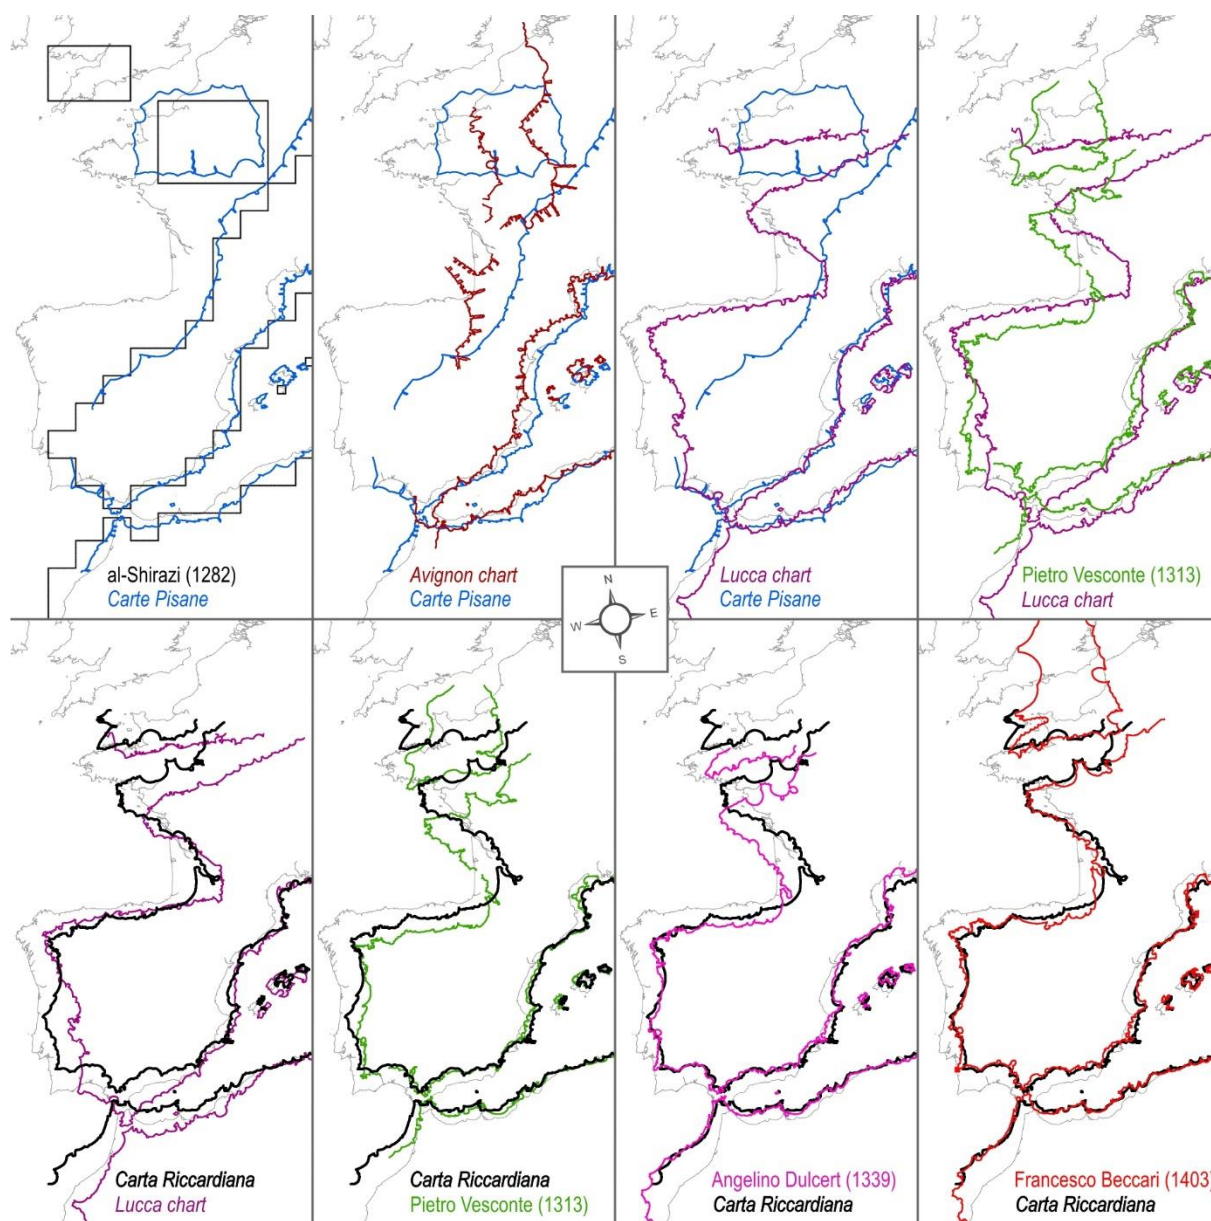 al-Shirazi (1282)
Carte Pisane
Avignon chart
Carte Pisane
Lucca chart
Carte Pisane
Pietro Vesconte (1313)
Lucca chart
N
W
E
S
Carta Riccardiana
Lucca chart
Carta Riccardiana
Pietro Vesconte (1313)
Angelino Dulcert (1339)
Carta Riccardiana
Francesco Beccari (1403)
Carta Riccardiana